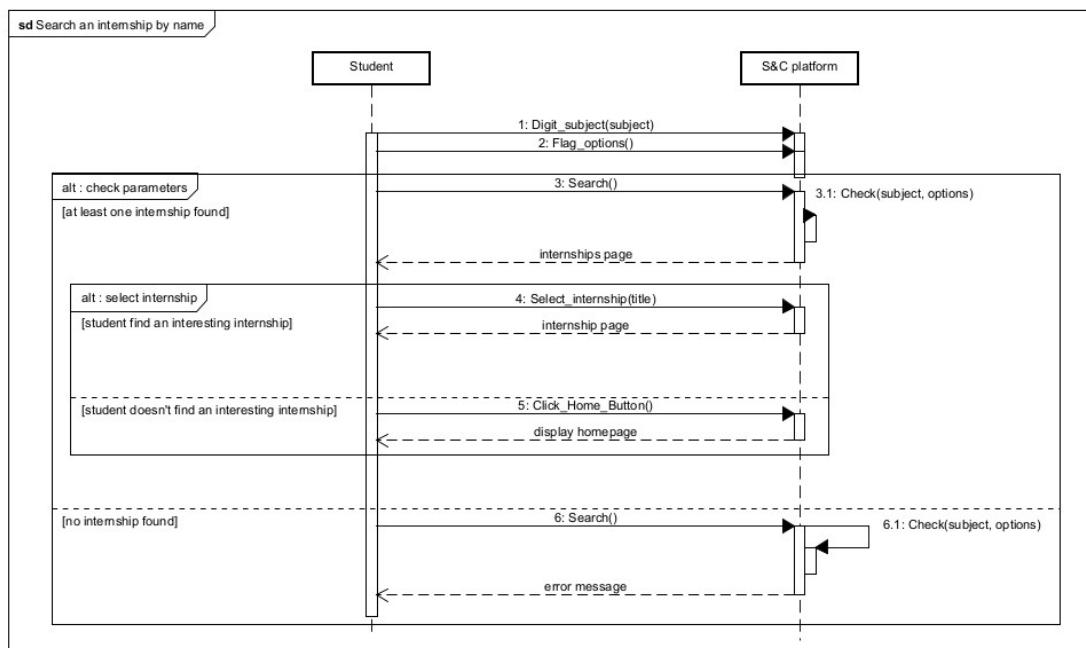 sd Search an internship by name
Student
S&C platform
1: Digit_subject(subject)
2: Flag_options()
alt : check parameters
3: Search()
3.1: Check(subject, options)
[at least one internship found]
internships page
alt : select internship
4: Select_internship(title)
[student find an interesting internship]
internship page
[student doesn't find an interesting internship]
5: Click_Home_Button()
display homepage
[no internship found]
6: Search()
6.1: Check(subject, options)
error message